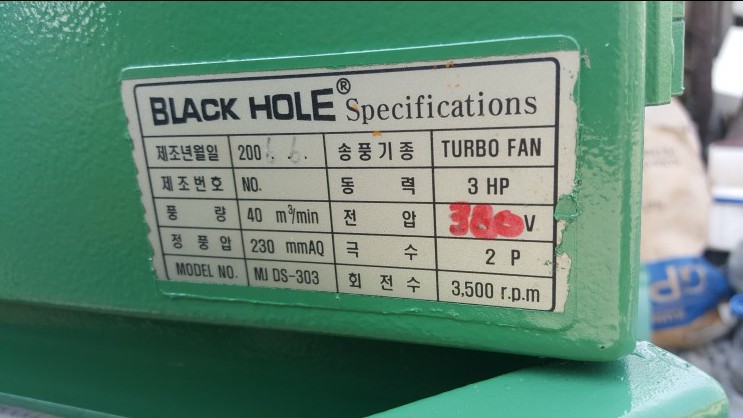 BLACK HOLE® Specifications
제조년월일 200 . . . 송풍기종 TURBO FAN
제조번호 NO. 동력 3 HP
풍량 40 m³/min 전압 380V
정풍압 230 mmAQ 극수 2 P
MODEL NO. MJ DS-303 회전수 3,500 r.p.m
GP